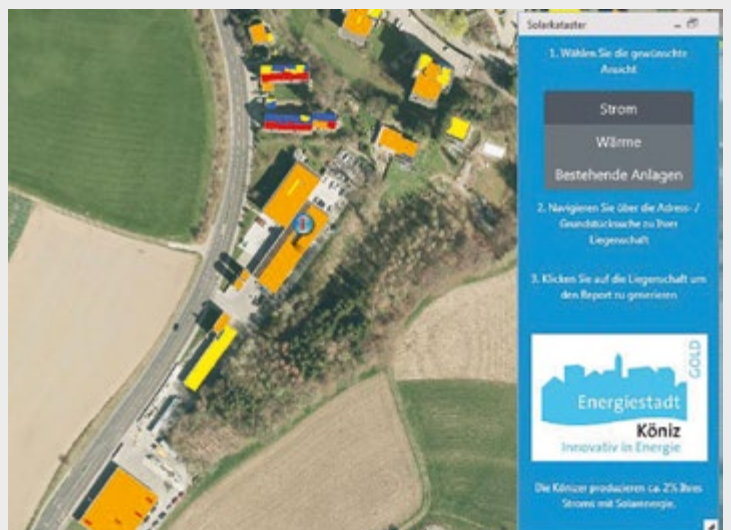 Solarkataster
1. Wählen Sie die gewünschte
Ansicht
Strom
Wärme
Bestehende Anlagen
2. Navigieren Sie über die Adress- /
Grundstücksuche zu Ihrer
Liegenschaft
3. Klicken Sie auf die Liegenschaft um
den Report zu generieren
GOLD
Energiestadt
Köniz
Innovativ in Energie
Die Könizer produzieren ca. 2% Ihres
Stroms mit Solarenergie.